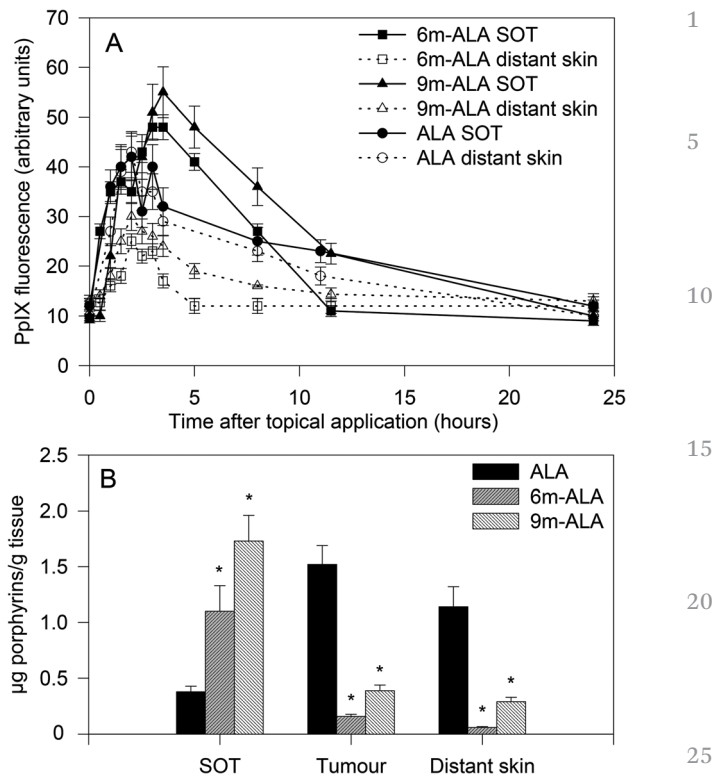 A
70
60
50
40
30
20
10
0
PpIX fluorescence (arbitrary units)
6m-ALA SOT
6m-ALA distant skin
9m-ALA SOT
9m-ALA distant skin
ALA SOT
ALA distant skin
0 5 10 15 20 25
Time after topical application (hours)
B
2.5
2.0
1.5
1.0
0.5
0
µg porphyrins/g tissue
ALA
6m-ALA
9m-ALA
* *
* *
* *
SOT Tumour Distant skin
1
5
10
15
20
25